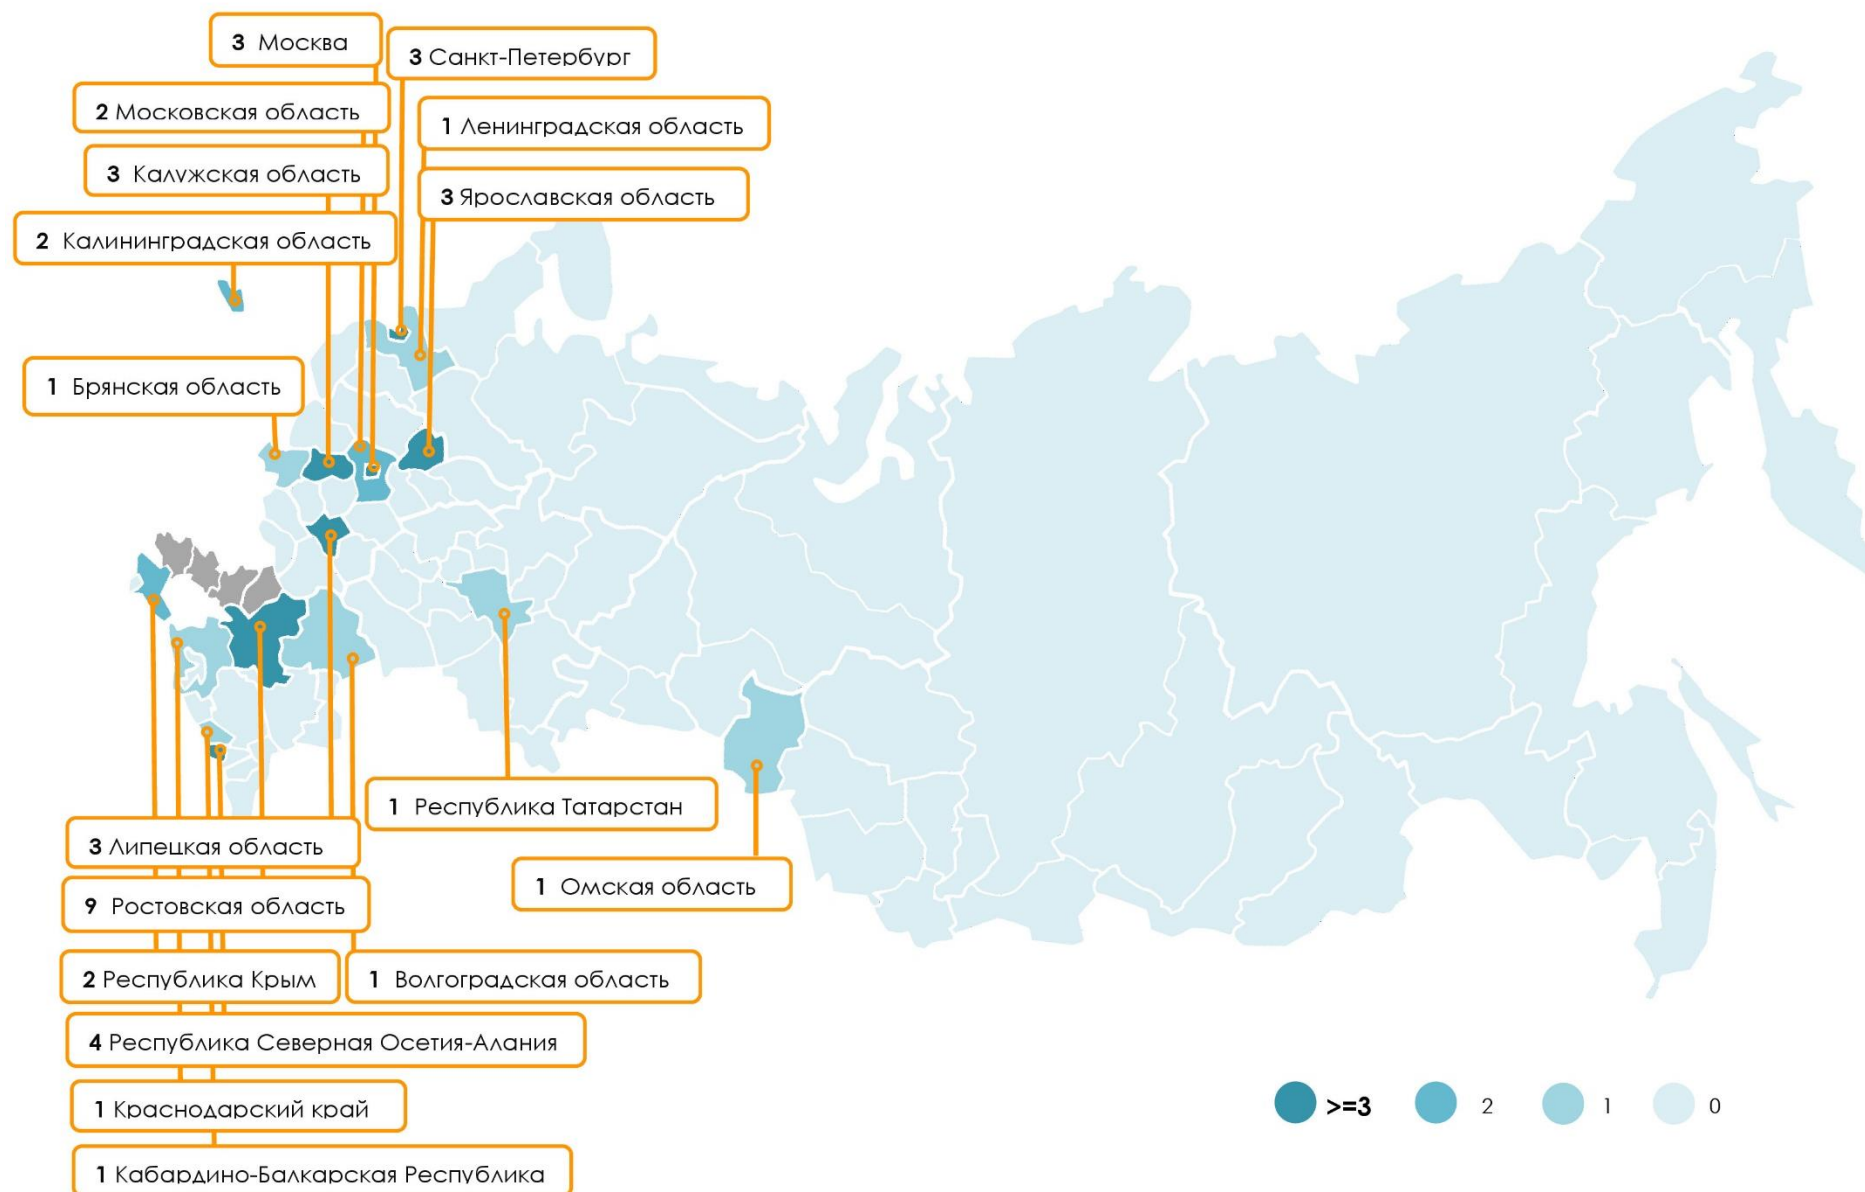 3 Москва
3 Санкт-Петербург
2 Московская область
1 Ленинградская область
3 Калужская область
3 Ярославская область
2 Калининградская область
1 Брянская область
1 Республика Татарстан
3 Липецкая область
1 Омская область
9 Ростовская область
2 Республика Крым
1 Волгоградская область
4 Республика Северная Осетия-Алания
1 Краснодарский край
>=3 2 1 0
1 Кабардино-Балкарская Республика